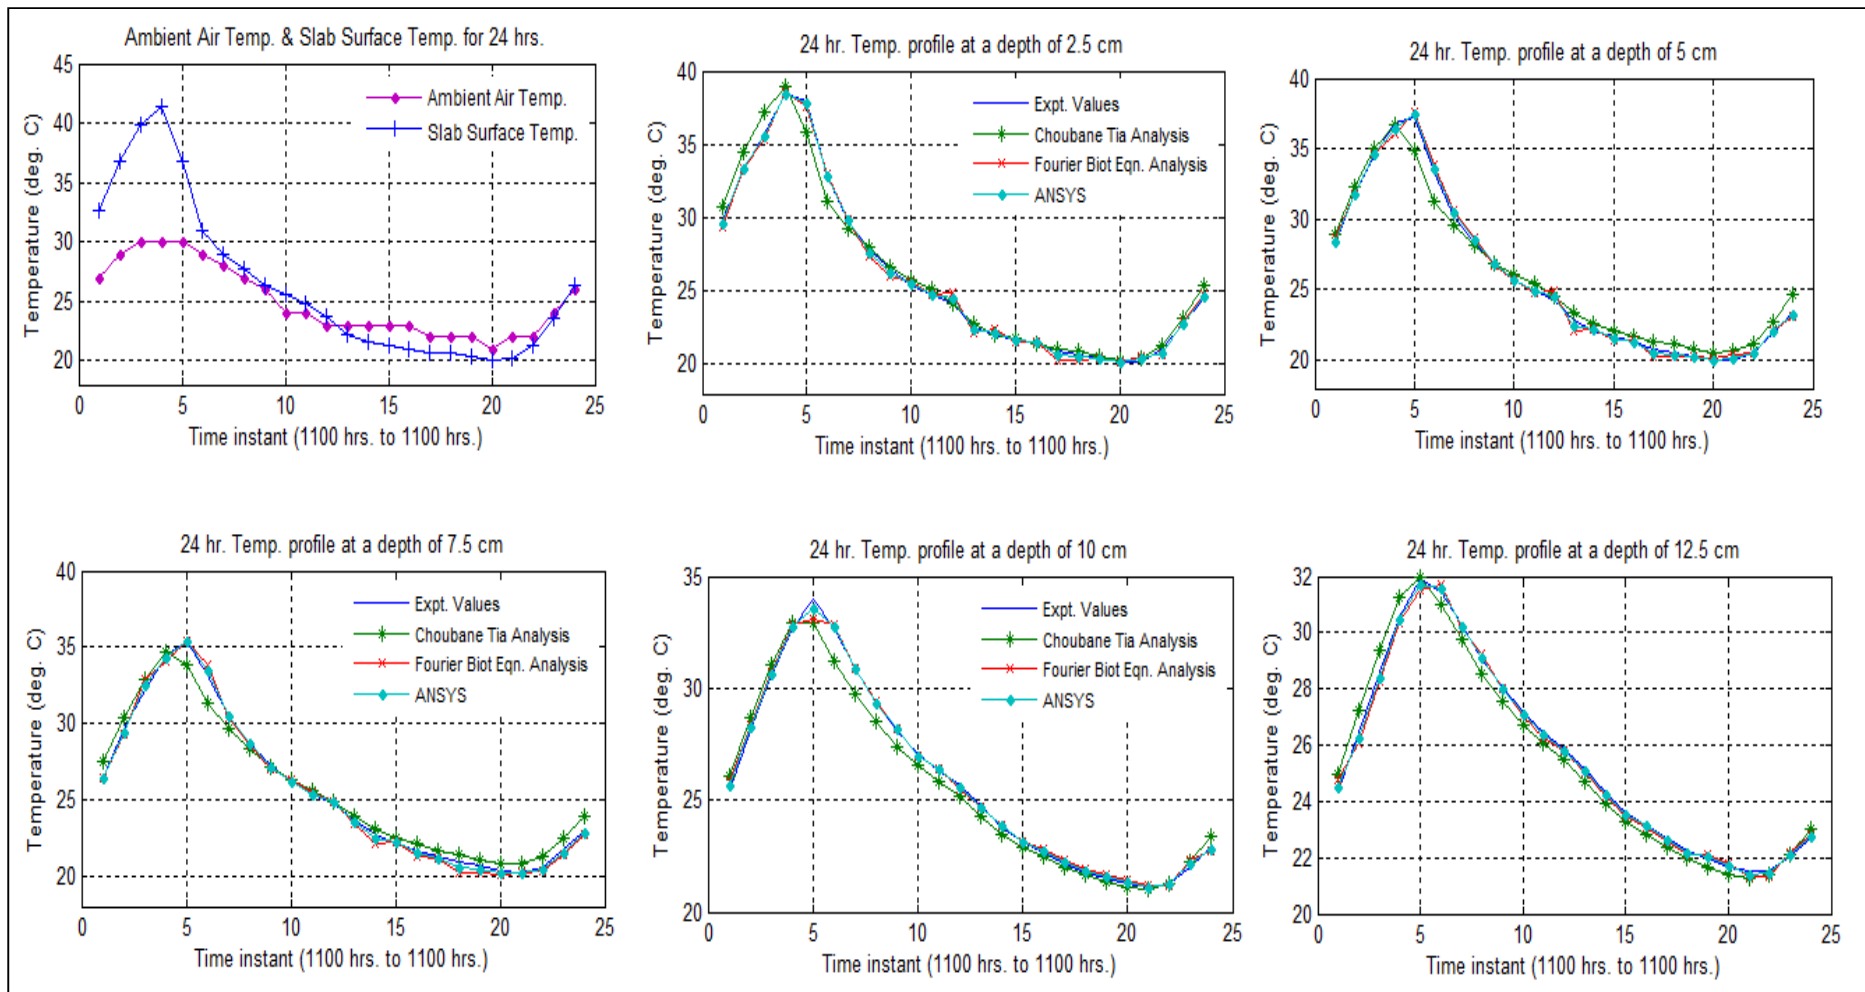 Ambient Air Temp. & Slab Surface Temp. for 24 hrs.
45
40
35
30
25
20
Temperature (deg. C)
Ambient Air Temp.
Slab Surface Temp.
0 5 10 15 20 25
Time instant (1100 hrs. to 1100 hrs.)
24 hr. Temp. profile at a depth of 2.5 cm
40
35
30
25
20
Temperature (deg. C)
Expt. Values
Choubane Tia Analysis
Fourier Biot Eqn. Analysis
ANSYS
0 5 10 15 20 25
Time instant (1100 hrs. to 1100 hrs.)
24 hr. Temp. profile at a depth of 5 cm
40
35
30
25
20
Temperature (deg. C)
0 5 10 15 20 25
Time instant (1100 hrs. to 1100 hrs.)
24 hr. Temp. profile at a depth of 7.5 cm
40
35
30
25
20
Temperature (deg. C)
Expt. Values
Choubane Tia Analysis
Fourier Biot Eqn. Analysis
ANSYS
0 5 10 15 20 25
Time instant (1100 hrs. to 1100 hrs.)
24 hr. Temp. profile at a depth of 10 cm
35
30
25
20
Temperature (deg. C)
Expt. Values
Choubane Tia Analysis
Fourier Biot Eqn. Analysis
ANSYS
0 5 10 15 20 25
Time instant (1100 hrs. to 1100 hrs.)
24 hr. Temp. profile at a depth of 12.5 cm
32
30
28
26
24
22
20
Temperature (deg. C)
0 5 10 15 20 25
Time instant (1100 hrs. to 1100 hrs.)